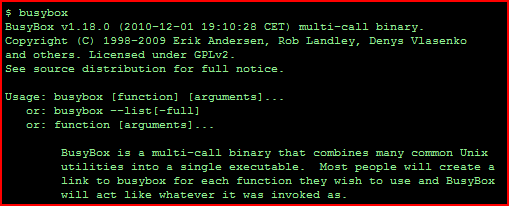 $ busybox
BusyBox v1.18.0 (2010-12-01 19:10:28 CET) multi-call binary.
Copyright (C) 1998-2009 Erik Andersen, Rob Landley, Denys Vlasenko
and others. Licensed under GPLv2.
See source distribution for full notice.

Usage: busybox [function] [arguments]...
   or: busybox --list[-full]
   or: function [arguments]...

        BusyBox is a multi-call binary that combines many common Unix
        utilities into a single executable.  Most people will create a
        link to busybox for each function they wish to use and BusyBox
        will act like whatever it was invoked as.